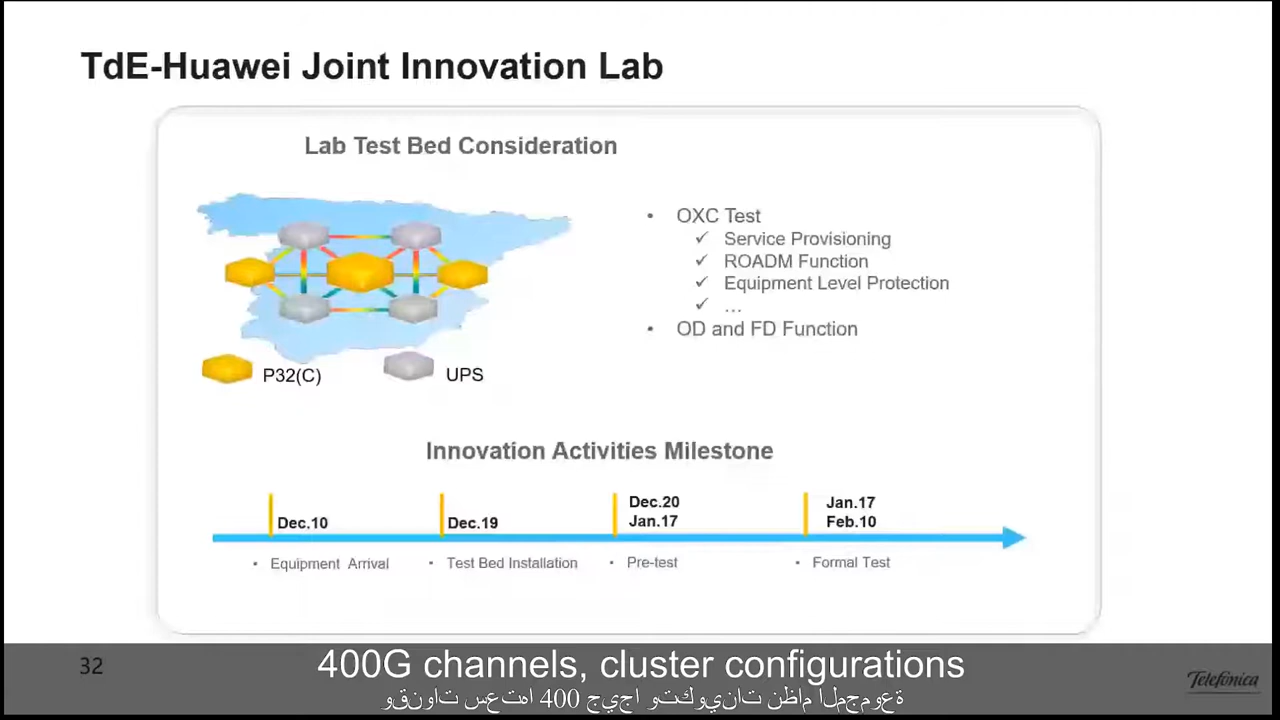 TdE-Huawei Joint Innovation Lab
Lab Test Bed Consideration
• OXC Test
✓ Service Provisioning
✓ ROADM Function
✓ Equipment Level Protection
✓ ...
• OD and FD Function
P32(C)
UPS
Innovation Activities Milestone
Dec.10
Dec.19
Dec.20
Jan.17
Jan.17
Feb.10
• Equipment Arrival
• Test Bed Installation
• Pre-test
• Formal Test
32
400G channels, cluster configurations
وقنوات سعتها 400 جيجا وتكوينات نظام المجموعة
Telefónica